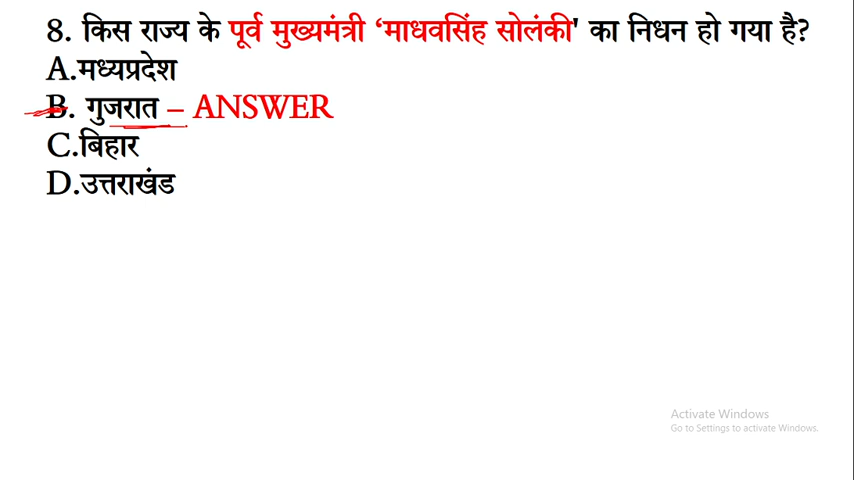 8. किस राज्य के पूर्व मुख्यमंत्री ‘माधवसिंह सोलंकी' का निधन हो गया है?
A.मध्यप्रदेश
B. गुजरात – ANSWER
C.बिहार
D.उत्तराखंड
Activate Windows
Go to Settings to activate Windows.